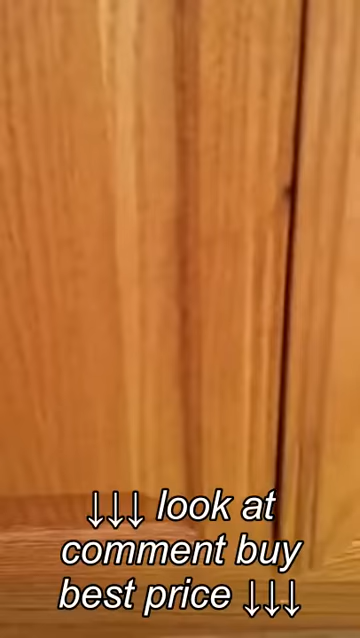 ↓↓↓ look at
comment buy
best price ↓↓↓